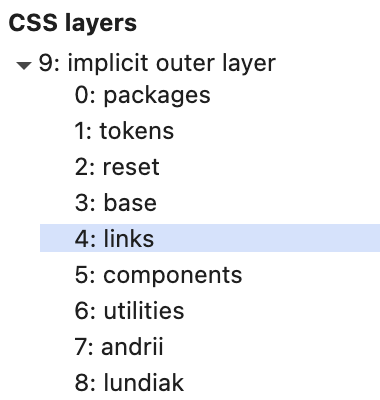 CSS layers
9: implicit outer layer
0: packages
1: tokens
2: reset
3: base
4: links
5: components
6: utilities
7: andrii
8: lundiak